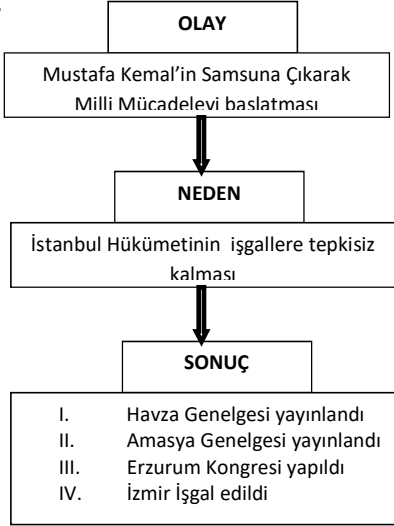 OLAY
Mustafa Kemal’in Samsuna Çıkarak
Milli Mücadeleyi başlatması
NEDEN
İstanbul Hükümetinin işgallere tepkisiz
kalması
SONUÇ
I. Havza Genelgesi yayınlandı
II. Amasya Genelgesi yayınlandı
III. Erzurum Kongresi yapıldı
IV. İzmir İşgal edildi